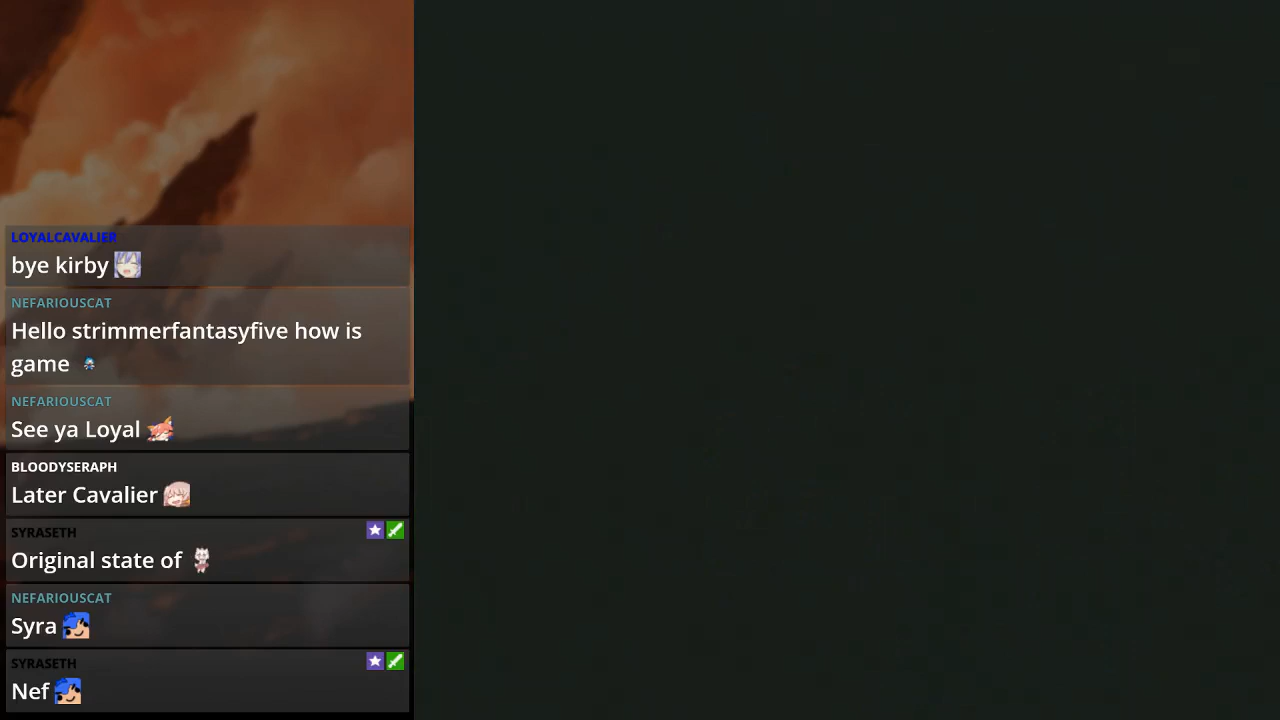 LOYALCAVALIER
bye kirby
NEFARIOUSCAT
Hello strimmerfantasyfive how is
game
NEFARIOUSCAT
See ya Loyal
BLOODYSERAPH
Later Cavalier
SYRASETH
Original state of
NEFARIOUSCAT
Syra
SYRASETH
Nef